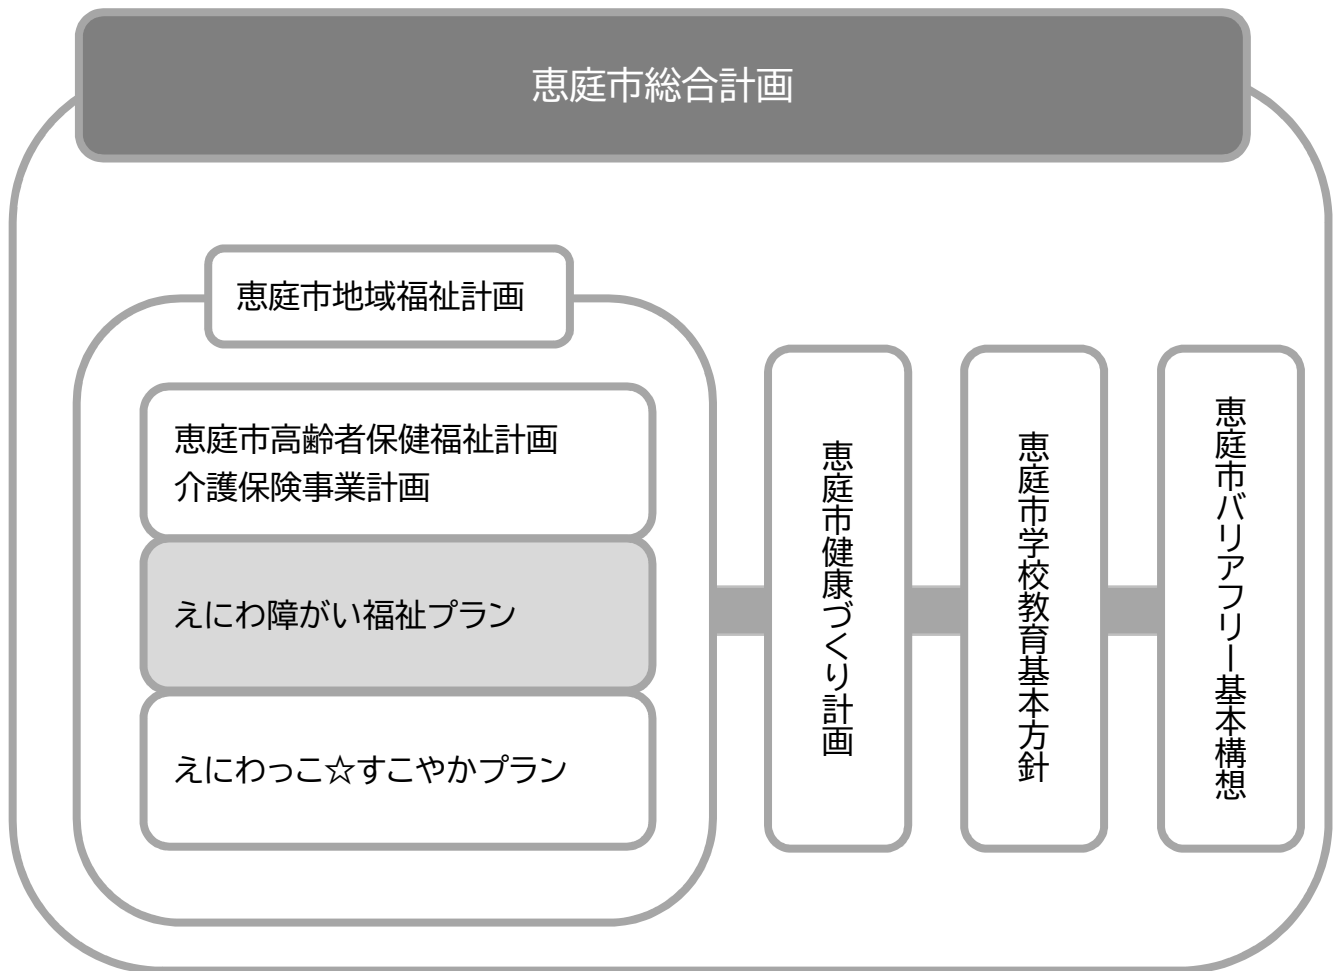 恵庭市総合計画
恵庭市地域福祉計画
恵庭市高齢者保健福祉計画
介護保険事業計画
えにわ障がい福祉プラン
えにわっこ☆すこやかプラン
恵庭市健康づくり計画
恵庭市学校教育基本方針
恵庭市バリアフリー基本構想